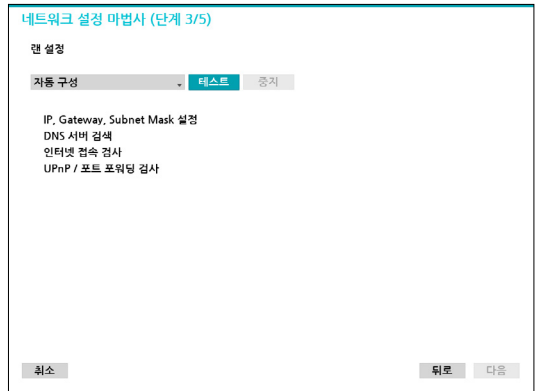 네트워크 설정 마법사 (단계 3/5)
랜 설정
자동 구성 테스트 중지
IP, Gateway, Subnet Mask 설정
DNS 서버 검색
인터넷 접속 검사
UPnP / 포트 포워딩 검사
취소 뒤로 다음